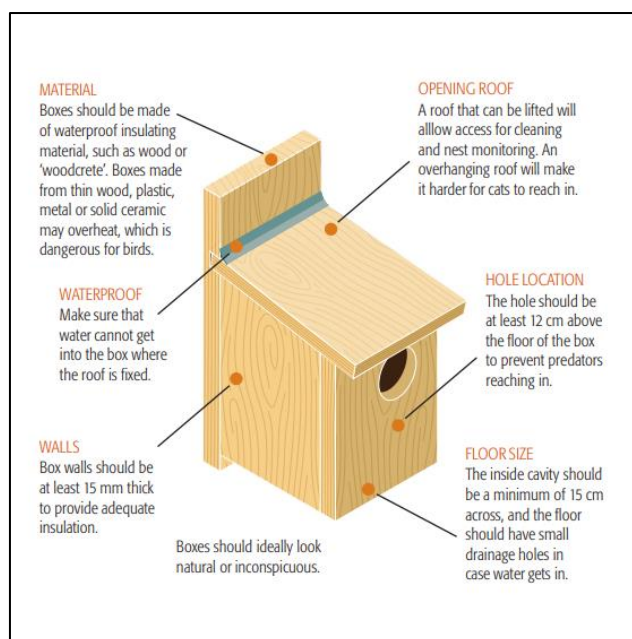 MATERIAL
Boxes should be made
of waterproof insulating
material, such as wood or
‘woodcrete’. Boxes made
from thin wood, plastic,
metal or solid ceramic
may overheat, which is
dangerous for birds.
WATERPROOF
Make sure that
water cannot get
into the box where
the roof is fixed.
WALLS
Box walls should be
at least 15 mm thick
to provide adequate
insulation.
Boxes should ideally look
natural or inconspicuous.
OPENING ROOF
A roof that can be lifted will
alllow access for cleaning
and nest monitoring. An
overhanging roof will make
it harder for cats to reach in.
HOLE LOCATION
The hole should be
at least 12 cm above
the floor of the box
to prevent predators
reaching in.
FLOOR SIZE
The inside cavity should
be a minimum of 15 cm
across, and the floor
should have small
drainage holes in
case water gets in.